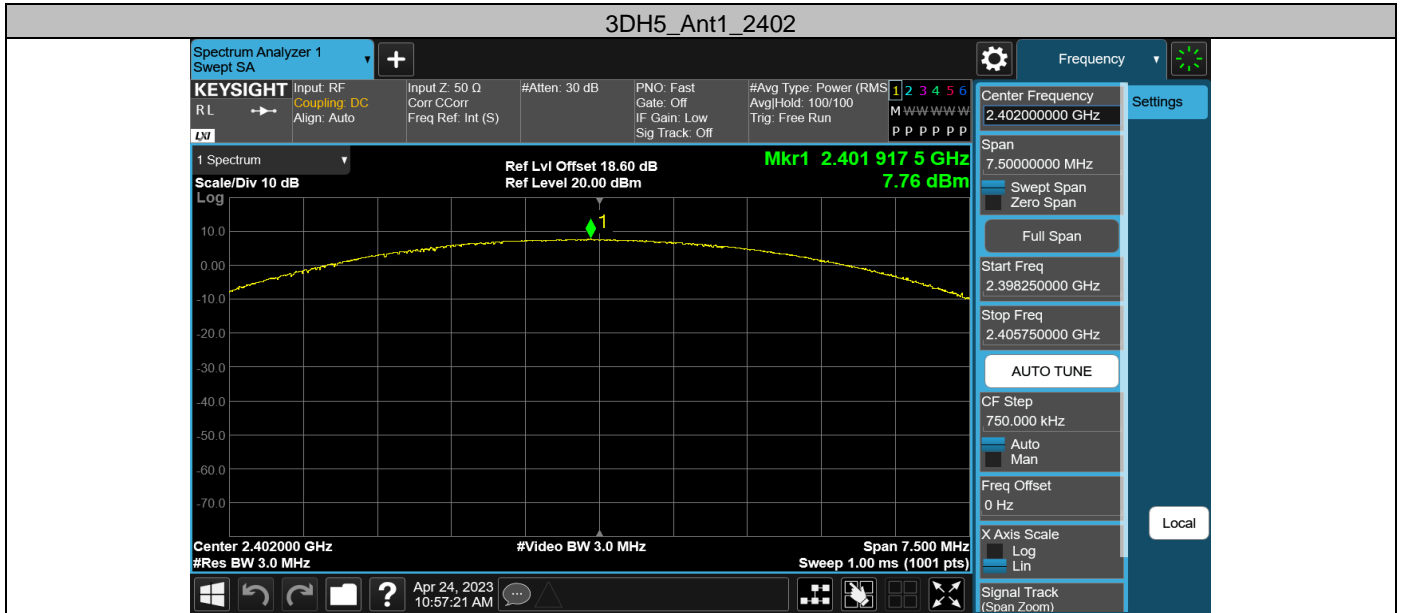 3DH5_Ant1_2402
Spectrum Analyzer 1
Swept SA
Frequency
KEYSIGHT
RL
LXI
Input: RF
Coupling: DC
Align: Auto
Input Z: 50 Ω
Corr CCorr
Freq Ref: Int (S)
#Atten: 30 dB
PNO: Fast
Gate: Off
IF Gain: Low
Sig Track: Off
#Avg Type: Power (RMS
Avg|Hold: 100/100
Trig: Free Run
1 2 3 4 5 6
M W W W W W
P P P P P P
1 Spectrum
Scale/Div 10 dB
Log
Ref Lvl Offset 18.60 dB
Ref Level 20.00 dBm
Mkr1 2.401 917 5 GHz
7.76 dBm
1
10.0
0.00
-10.0
-20.0
-30.0
-40.0
-50.0
-60.0
-70.0
Center 2.402000 GHz
#Res BW 3.0 MHz
#Video BW 3.0 MHz
Span 7.500 MHz
Sweep 1.00 ms (1001 pts)
Apr 24, 2023
10:57:21 AM
?
Center Frequency
2.402000000 GHz
Span
7.50000000 MHz
Swept Span
Zero Span
Full Span
Start Freq
2.398250000 GHz
Stop Freq
2.405750000 GHz
AUTO TUNE
CF Step
750.000 kHz
Auto
Man
Freq Offset
0 Hz
X Axis Scale
Log
Lin
Signal Track
(Span Zoom)
Settings
Local